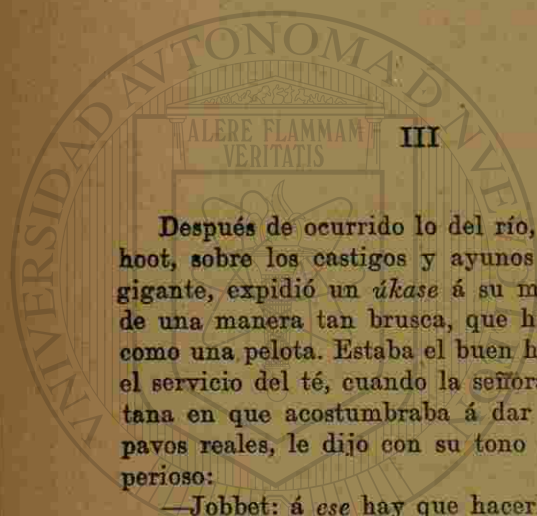 III
Después de ocurrido lo del río,
hoot, sobre los castigos y ayunos
gigante, expidió un úkase á su m
de una manera tan brusca, que h
como una pelota. Estaba el buen h
el servicio del té, cuando la señora
tana en que acostumbraba á dar
pavos reales, le dijo con su tono
perioso:
—Jobbet: á ese hay que hacer
UNIVERSIDAD AVTONOMA D NVE
ALERE FLAMMAM
VERITATIS